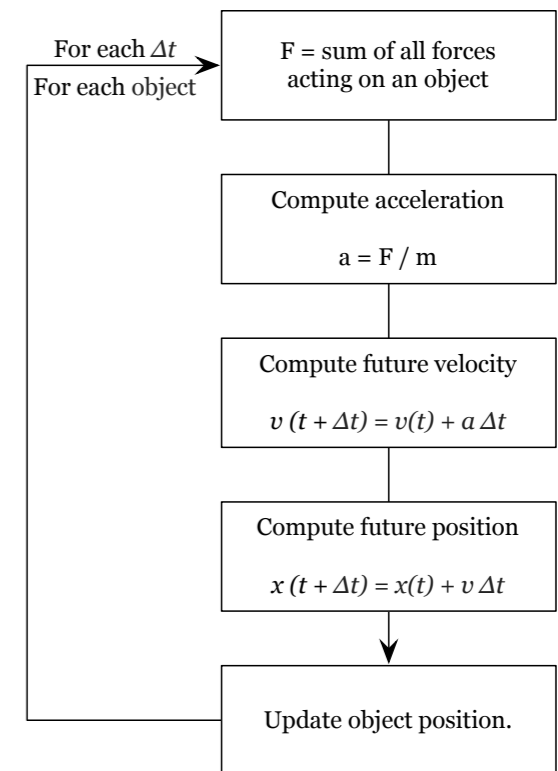 For each Δt
For each object
F = sum of all forces
acting on an object
Compute acceleration
a = F / m
Compute future velocity
v (t + Δt) = v(t) + a Δt
Compute future position
x (t + Δt) = x(t) + v Δt
Update object position.